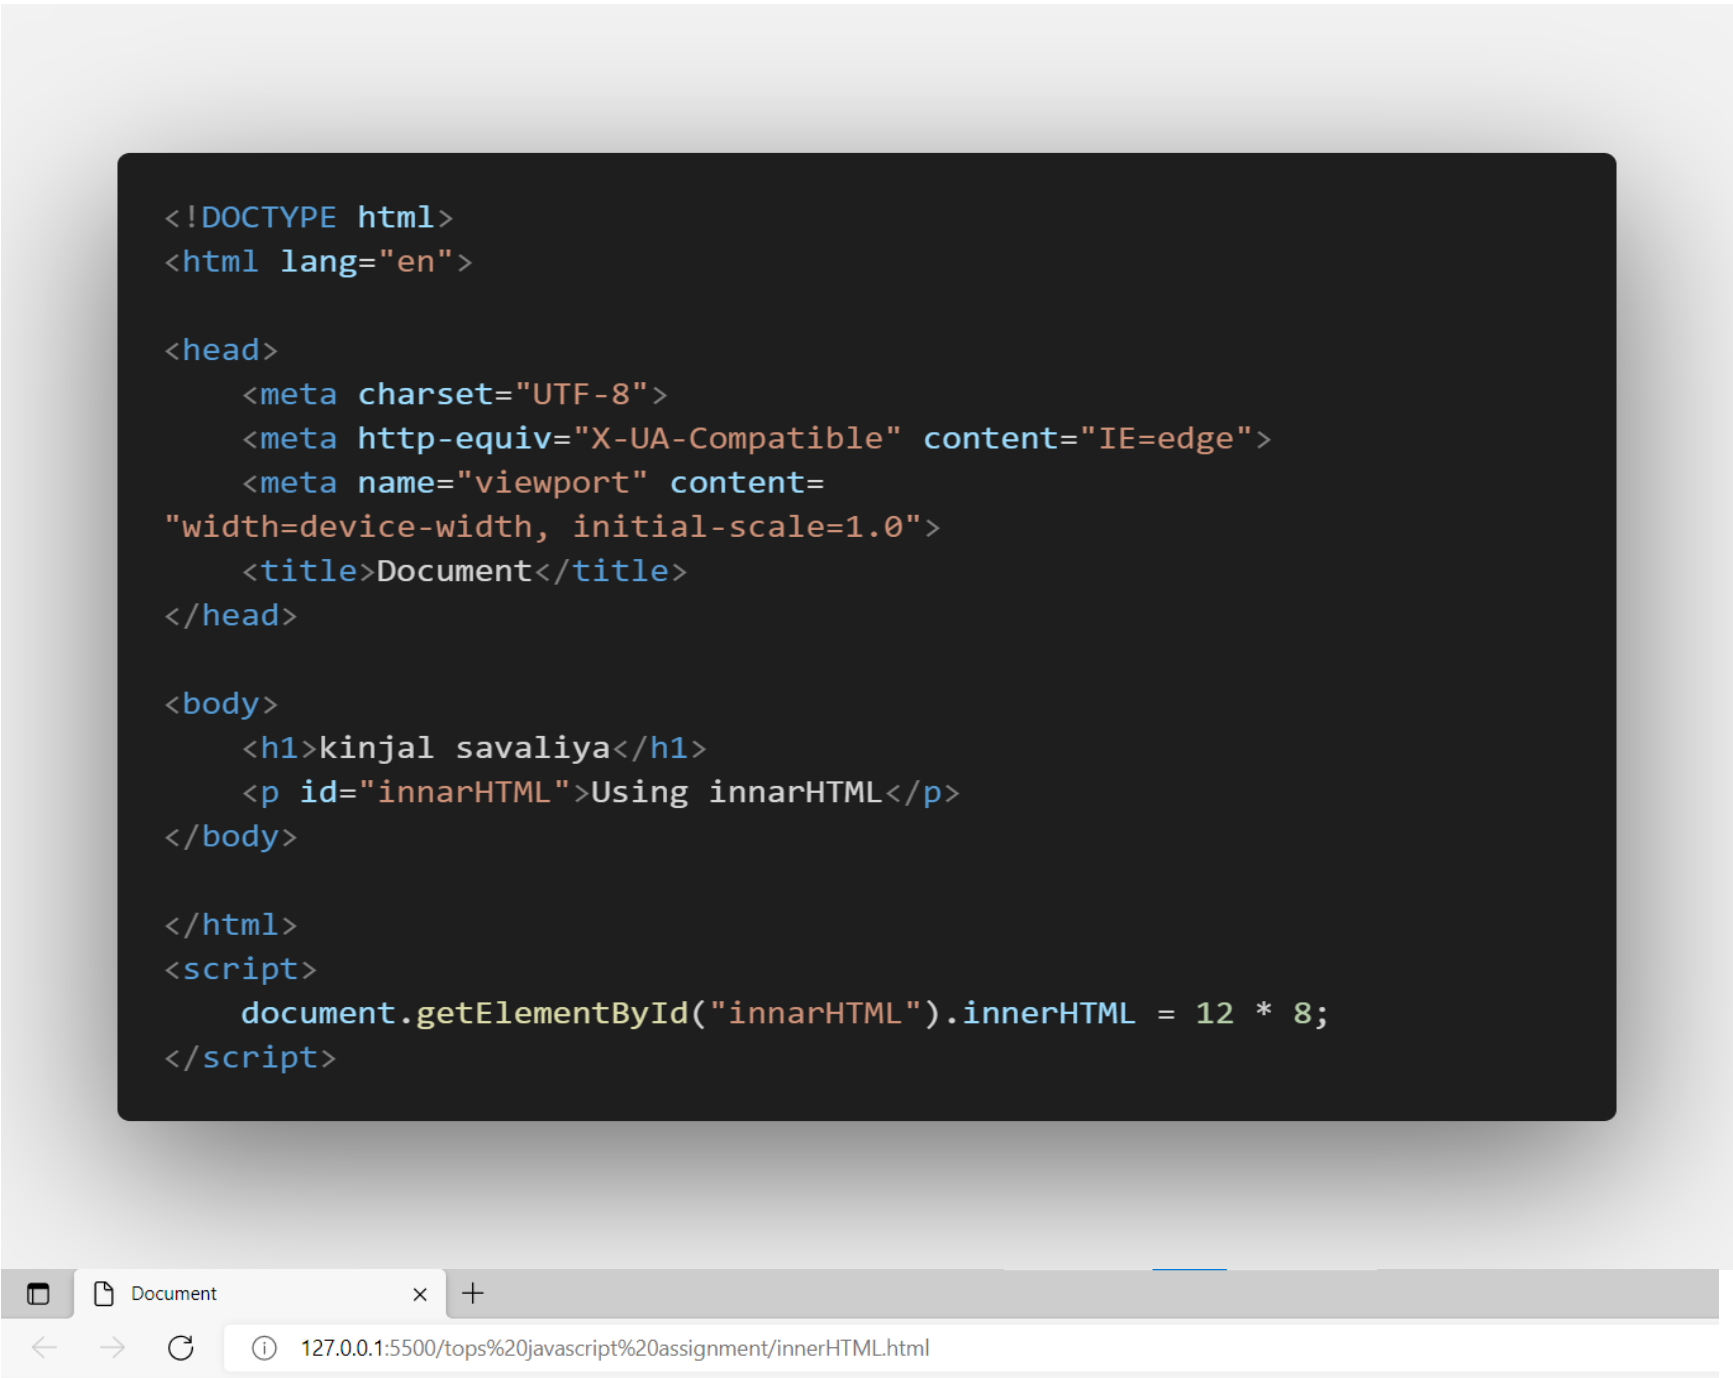 <!DOCTYPE html>
<html lang="en">
<head>
    <meta charset="UTF-8">
    <meta http-equiv="X-UA-Compatible" content="IE=edge">
    <meta name="viewport" content=
"width=device-width, initial-scale=1.0">
    <title>Document</title>
</head>
<body>
    <h1>kinjal savaliya</h1>
    <p id="innarHTML">Using innarHTML</p>
</body>
</html>
<script>
    document.getElementById("innarHTML").innerHTML = 12 * 8;
</script>
Document
127.0.0.1:5500/tops%20javascript%20assignment/innerHTML.html